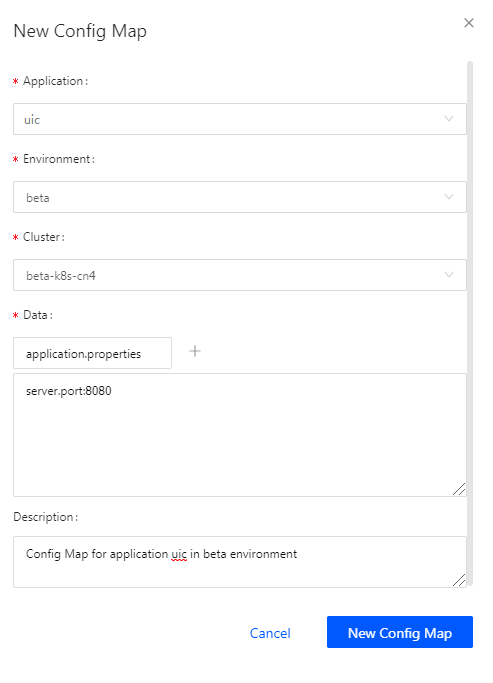 New Config Map
* Application:
uic
* Environment:
beta
* Cluster:
beta-k8s-cn4
* Data:
application.properties
server.port:8080
Description:
Config Map for application uic in beta environment
Cancel
New Config Map